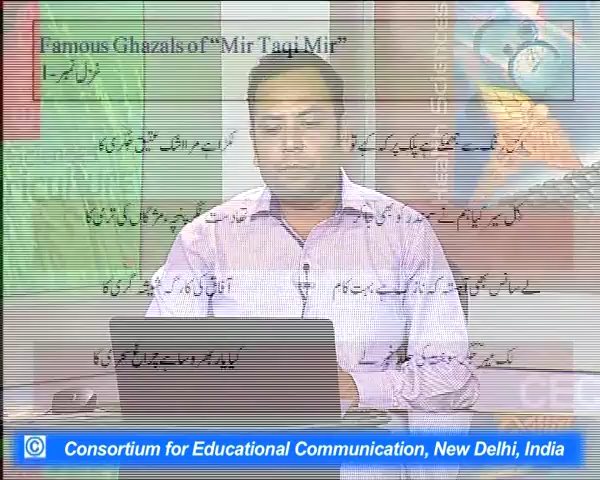 Famous Ghazals of “Mir Taqi Mir”
غزل نمبر۔1
کس رنگ سے جھمکے ہے پلک پر کہ کہے تو ٹکڑا ہے مرا اشک عقیق جگری کا
کل سیر کیا ہم نے سمندر کو بھی جا کر تھا دست نگر پنجہ مژگاں کی تری کا
لے سانس بھی آہستہ کہ نازک ہے بہت کام آفاق کی کارگہ شیشہ گری کا
ٹک میر جگر سوختہ کی جلد خبر لے کیا یار بھروسا ہے چراغ سحری کا
Health Sciences
CEC
© Consortium for Educational Communication, New Delhi, India